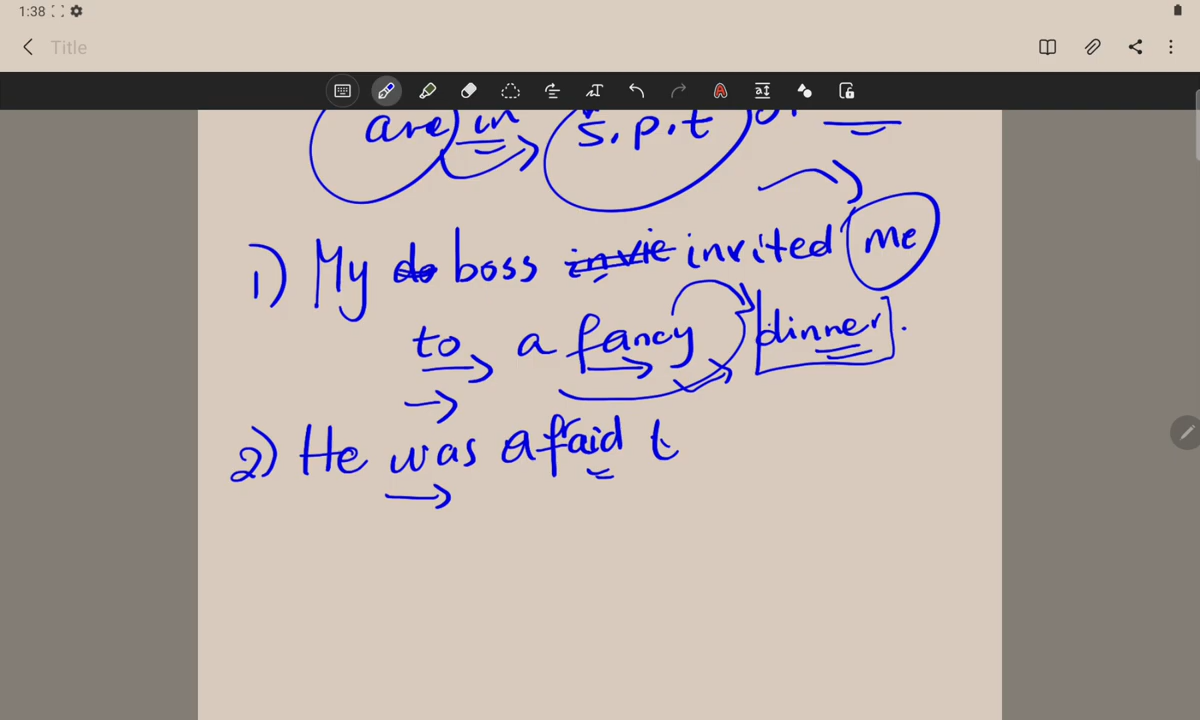 1:38
Title
are) in s.p.t
1) My do boss invie invited me
to a fancy dinner.
2) He was afraid t